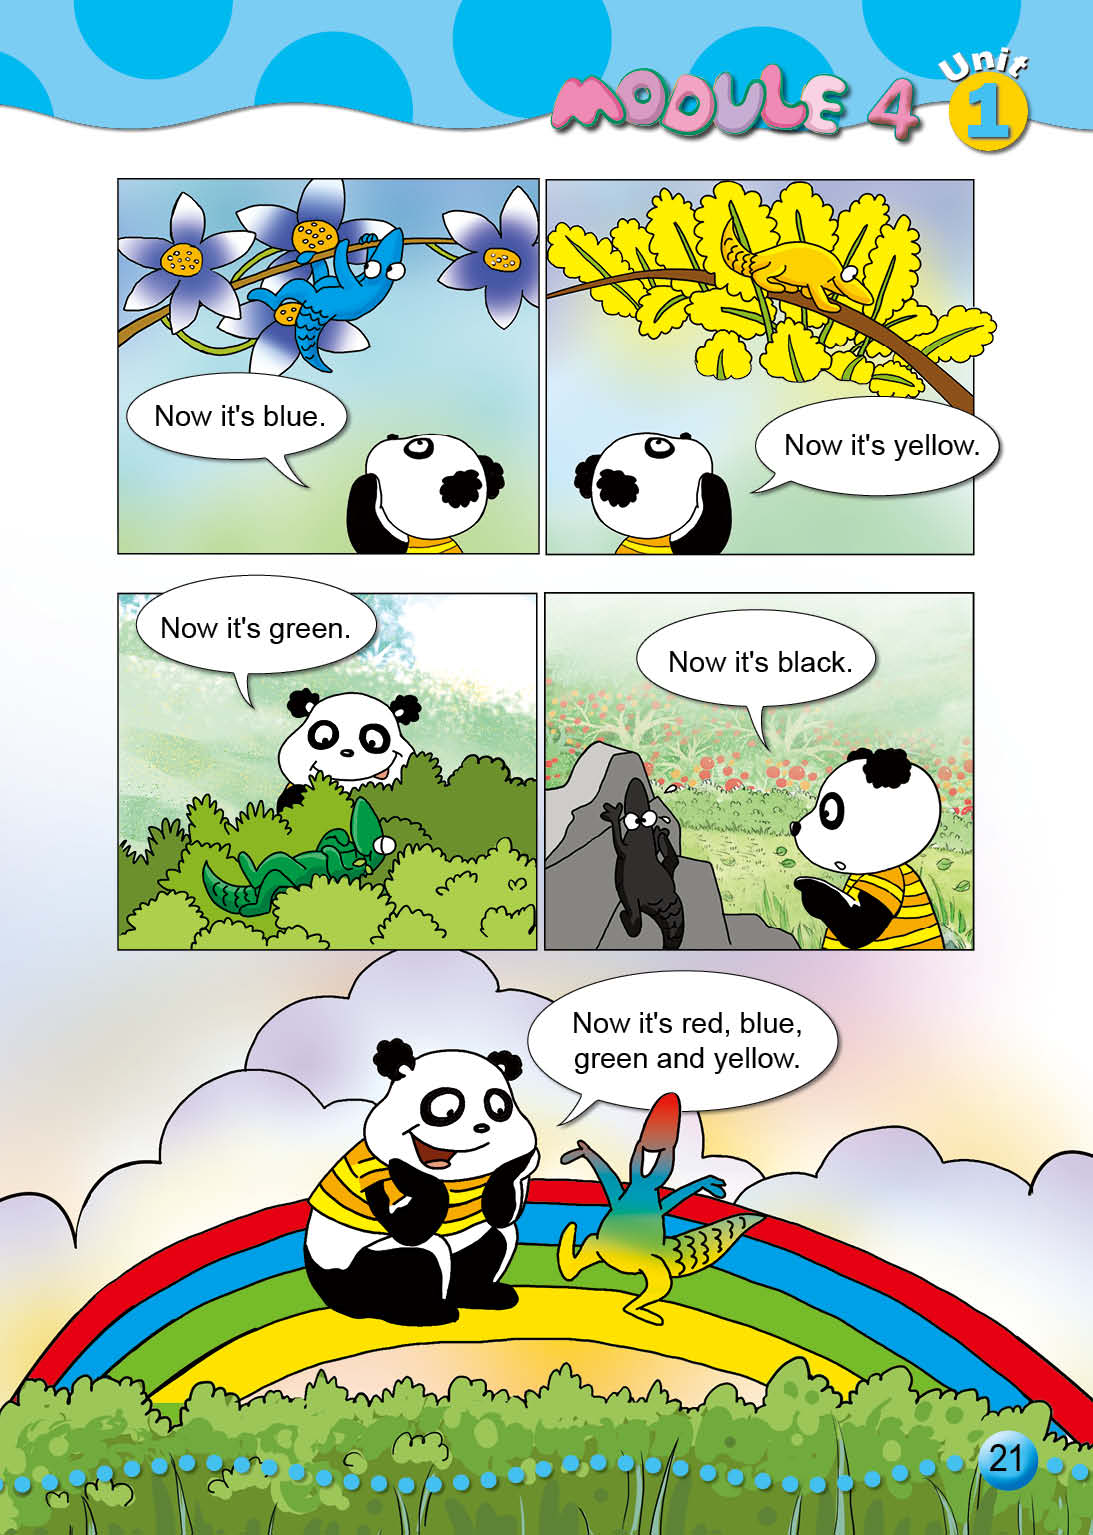 MODULE 4 Unit 1
Now it's blue.
Now it's yellow.
Now it's green.
Now it's black.
Now it's red, blue,
green and yellow.
21